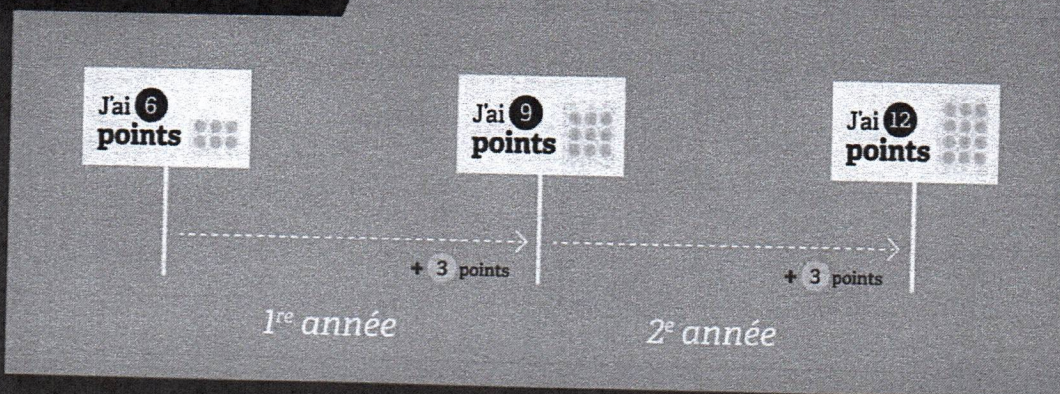 J'ai 6
points
J'ai 9
points
J'ai 12
points
+ 3 points
+ 3 points
1re année
2e année